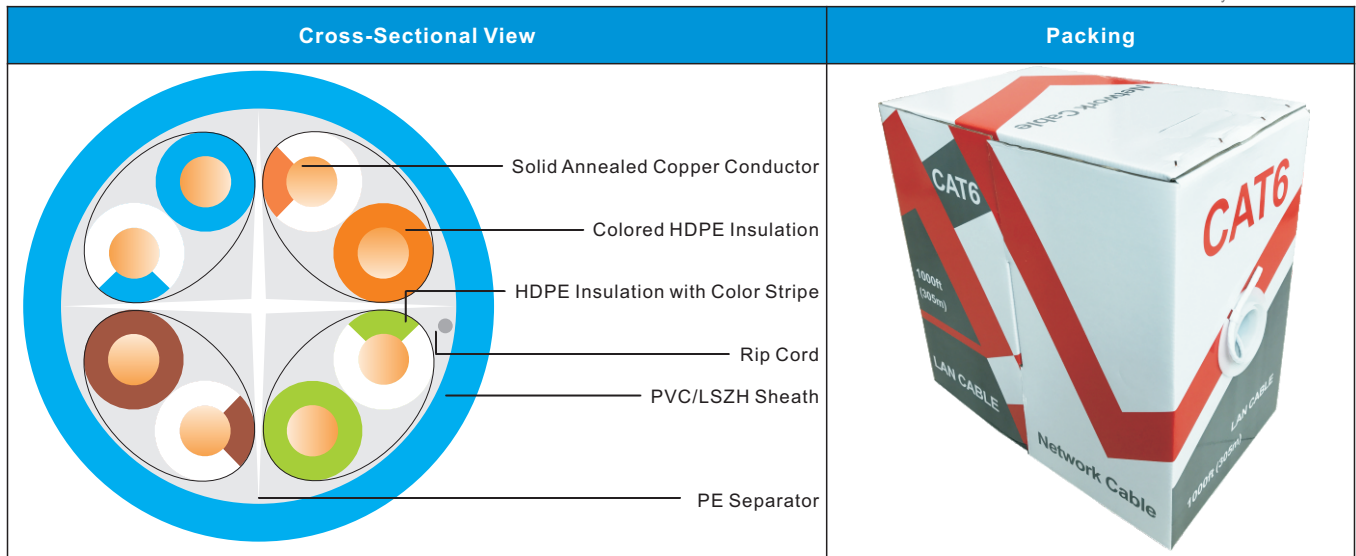 Cross-Sectional View
Packing
Solid Annealed Copper Conductor
Colored HDPE Insulation
HDPE Insulation with Color Stripe
Rip Cord
PVC/LSZH Sheath
PE Separator
Network Cable
CAT6
CAT6
1000ft
(305m)
LAN CABLE
LAN CABLE
Network Cable
1000ft (305m)